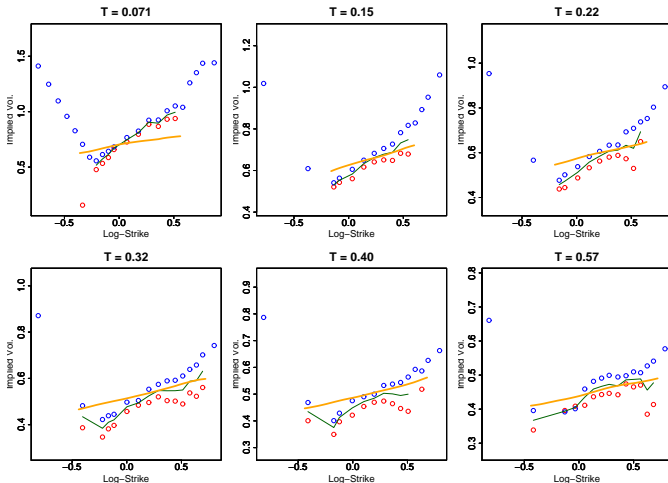 T = 0.071
T = 0.15
T = 0.22
Implied Vol.
0.5
1.0
1.5
−0.5
0.0
0.5
Log−Strike
Implied Vol.
0.4
0.6
0.8
1.0
1.2
−0.5
0.0
0.5
Log−Strike
Implied Vol.
0.4
0.6
0.8
1.0
−0.5
0.0
0.5
Log−Strike
T = 0.32
T = 0.40
T = 0.57
Implied Vol.
0.4
0.6
0.8
1.0
−0.5
0.0
0.5
Log−Strike
Implied Vol.
0.3
0.4
0.5
0.6
0.7
0.8
0.9
−0.5
0.0
0.5
Log−Strike
Implied Vol.
0.3
0.4
0.5
0.6
0.7
0.8
−0.5
0.0
0.5
Log−Strike